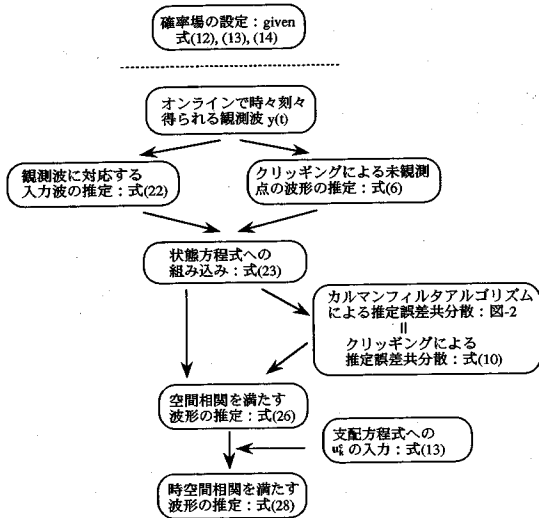 確率場の設定：given
式(12), (13), (14)
オンラインで時々刻々
得られる観測波 y(t)
観測波に対応する
入力波の推定：式(22)
クリッギングによる未観測
点の波形の推定：式(6)
状態方程式への
組み込み：式(23)
カルマンフィルタアルゴリズム
による推定誤差共分散：図-2
||
クリッギングによる
推定誤差共分散：式(10)
空間相関を満たす
波形の推定：式(26)
支配方程式への
u_k^c の入力：式(13)
時空間相関を満たす
波形の推定：式(28)